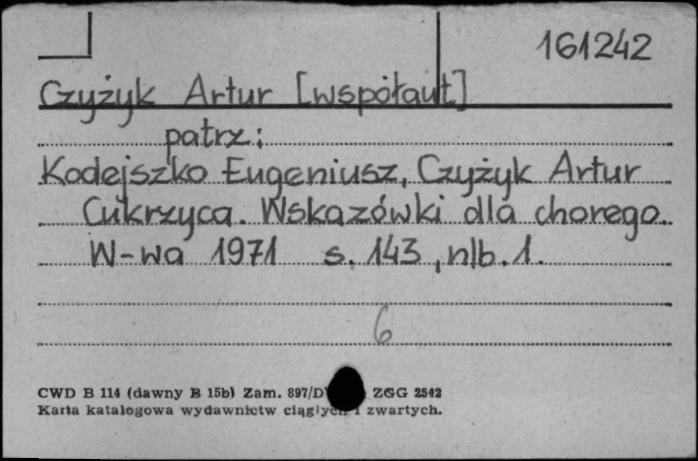 161242
Czyżyk Artur [współaut]
patrz:
Kodejszko Eugeniusz, Czyżyk Artur
Cukrzyca. Wskazówki dla chorego.
W-wa 1971 s. 143, nlb. 1.
6
CWD B 114 (dawny B 15b) Zam. 897/D ZGG 2542
Karta katalogowa wydawnictw ciągłych i zwartych.